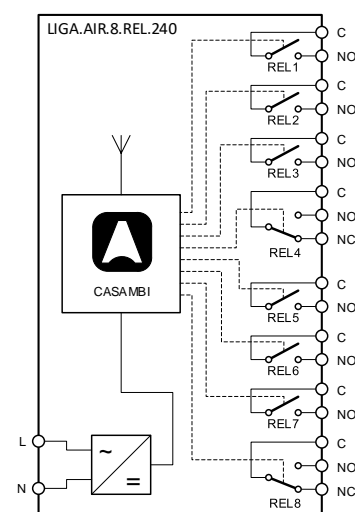 LIGA.AIR.8.REL.240
C
REL1
NO
C
REL2
NO
C
REL3
NO
C
NO
REL4
NC
C
REL5
NO
C
REL6
NO
C
REL7
NO
C
NO
REL8
NC
CASAMBI
L
N
~
=